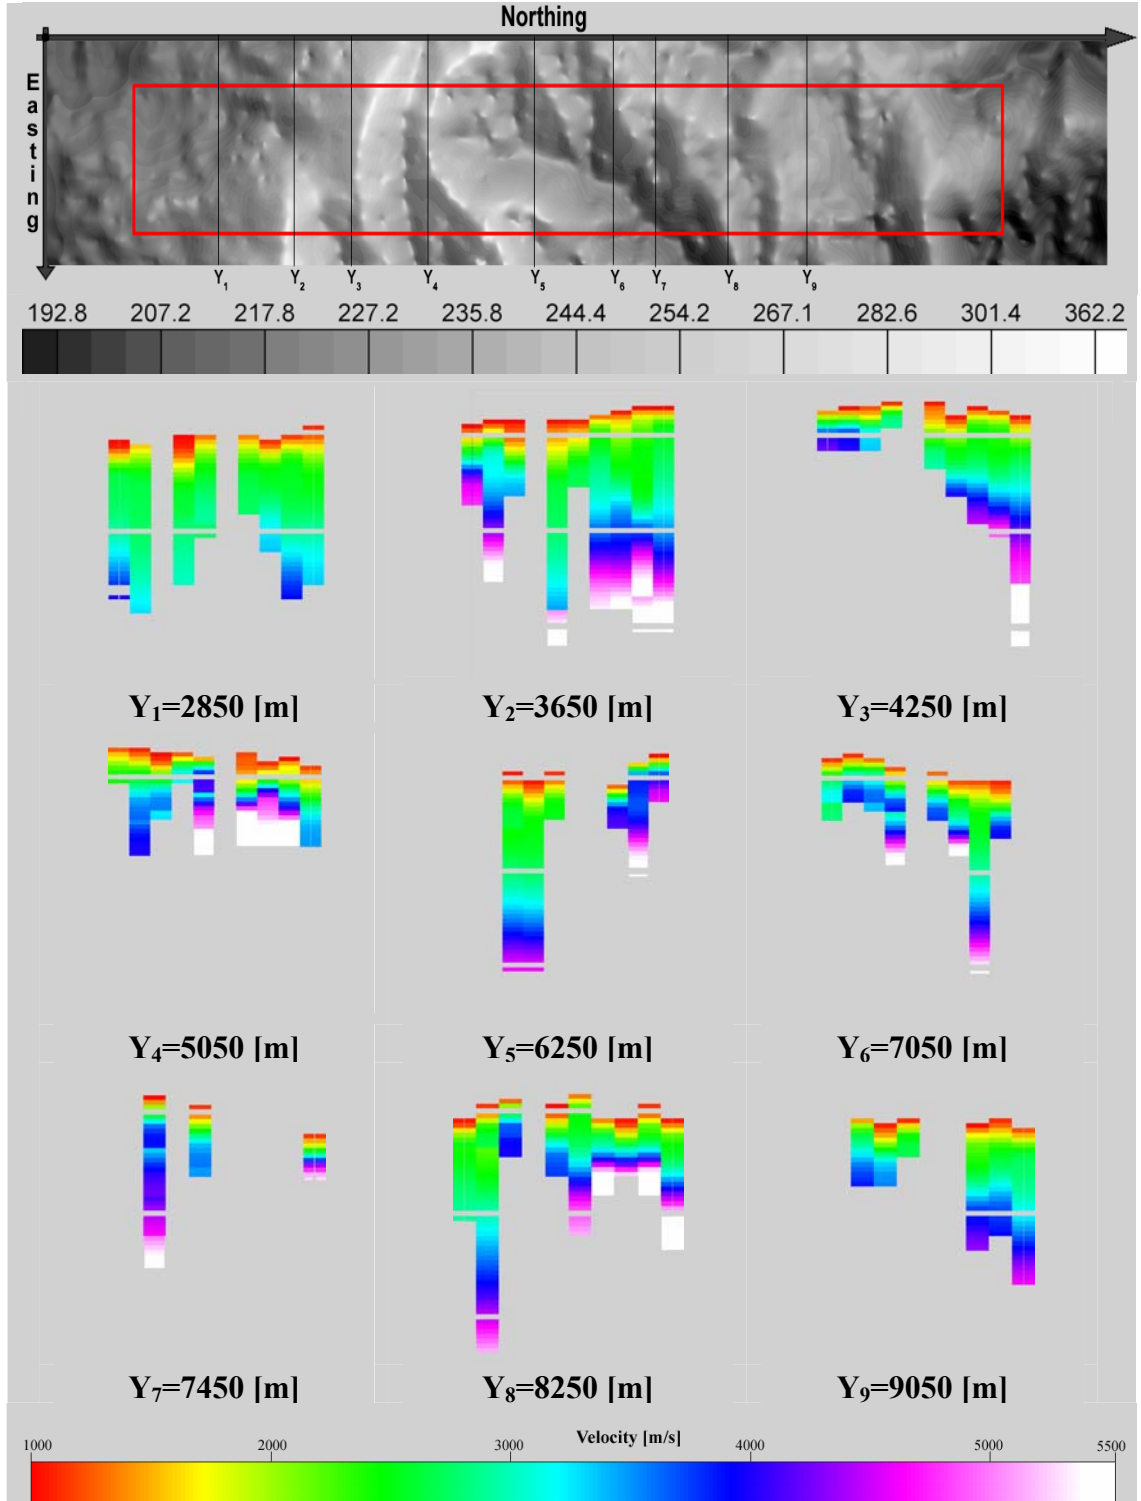 Northing
Easting
Y1 Y2 Y3 Y4 Y5 Y6 Y7 Y8 Y9
192.8 207.2 217.8 227.2 235.8 244.4 254.2 267.1 282.6 301.4 362.2
Y1=2850 [m] Y2=3650 [m] Y3=4250 [m]
Y4=5050 [m] Y5=6250 [m] Y6=7050 [m]
Y7=7450 [m] Y8=8250 [m] Y9=9050 [m]
Velocity [m/s]
1000 2000 3000 4000 5000 5500